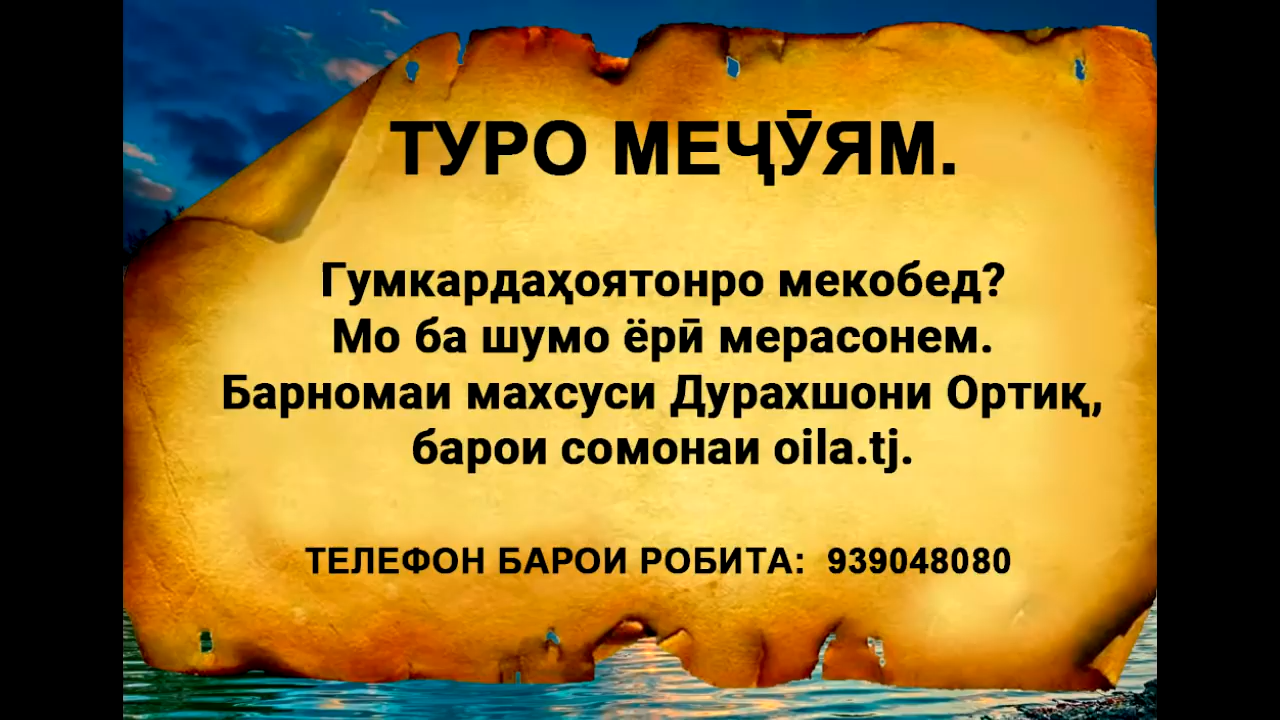 ТУРО МЕҶӮЯМ.
Гумкардаҳоятонро мекобед?
Мо ба шумо ёрӣ мерасонем.
Барномаи махсуси Дурахшони Ортиқ,
барои сомонаи oila.tj.
ТЕЛЕФОН БАРОИ РОБИТА: 939048080